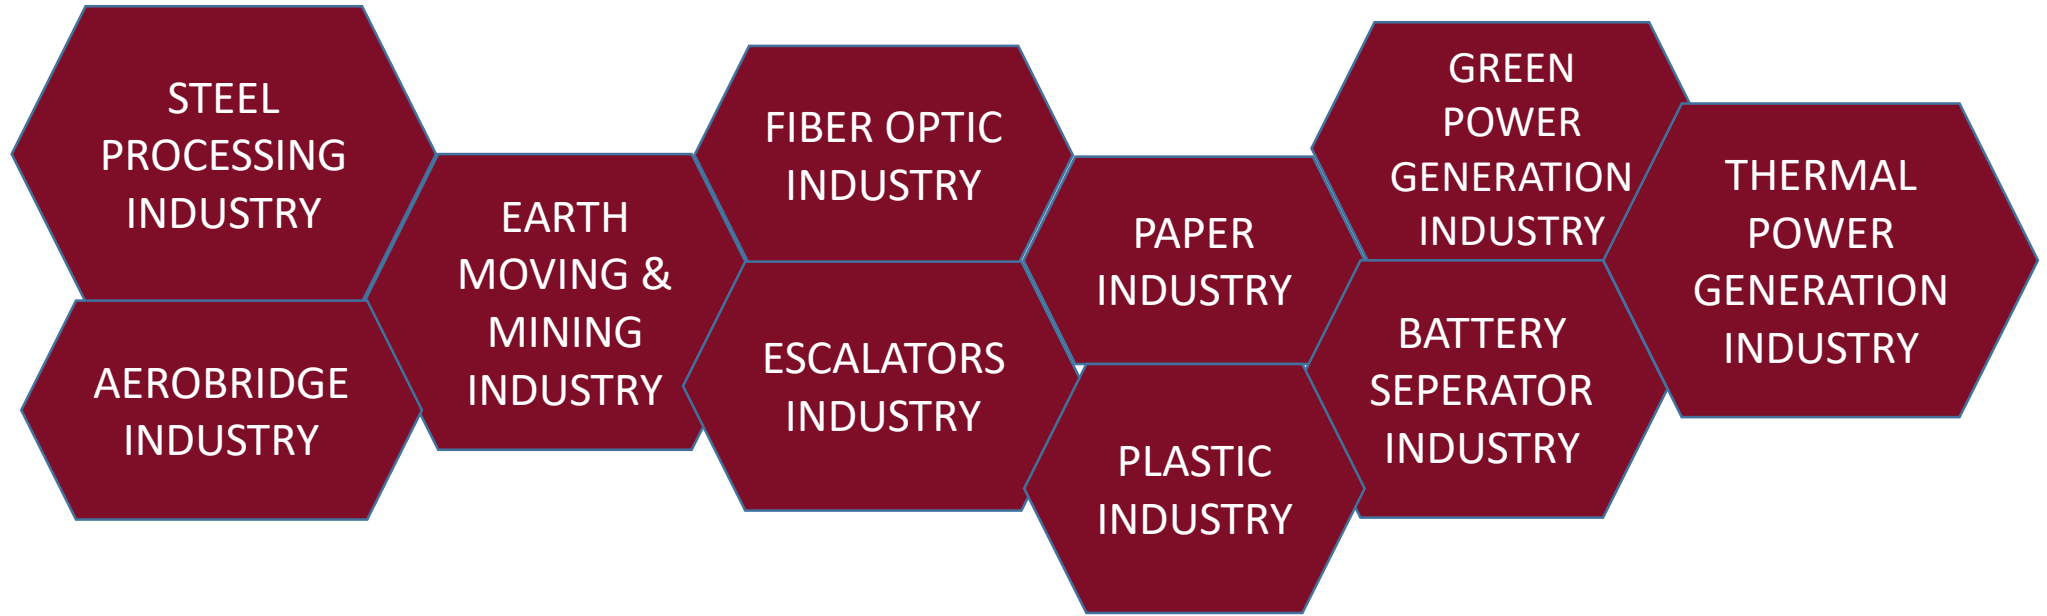 STEEL
PROCESSING
INDUSTRY
AEROBRIDGE
INDUSTRY
EARTH
MOVING &
MINING
INDUSTRY
FIBER OPTIC
INDUSTRY
ESCALATORS
INDUSTRY
PAPER
INDUSTRY
PLASTIC
INDUSTRY
GREEN
POWER
GENERATION
INDUSTRY
BATTERY
SEPERATOR
INDUSTRY
THERMAL
POWER
GENERATION
INDUSTRY